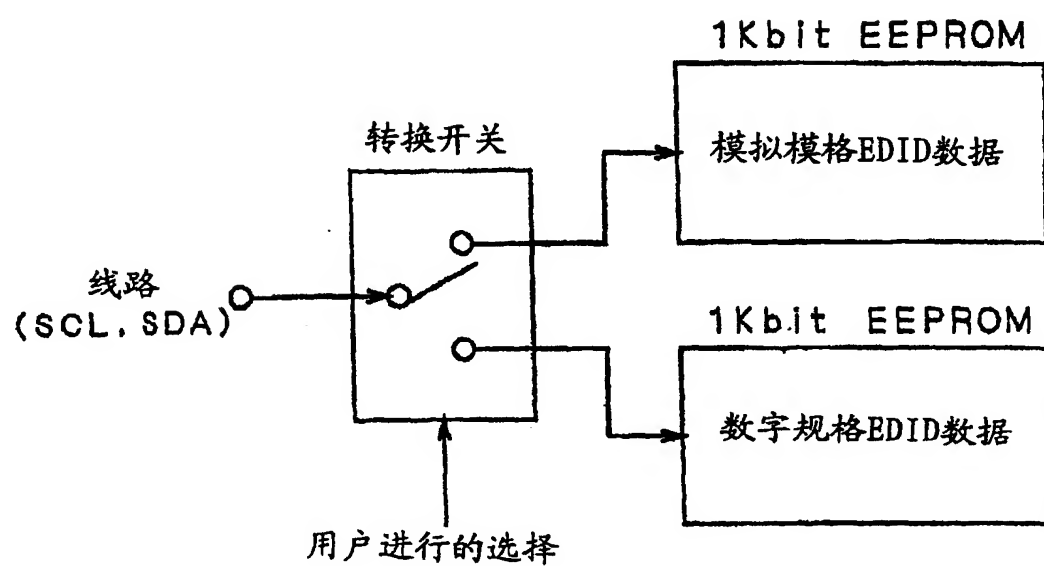 1Kbit EEPROM
模拟模格EDID数据
转换开关
线路
(SCL, SDA)
1Kbit EEPROM
数字规格EDID数据
用户进行的选择